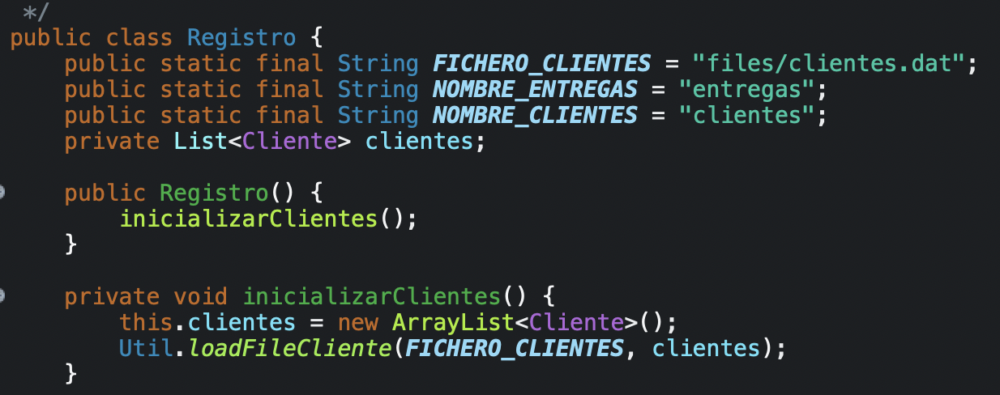 */
public class Registro {
public static final String FICHERO_CLIENTES = "files/clientes.dat";
public static final String NOMBRE_ENTREGAS = "entregas";
public static final String NOMBRE_CLIENTES = "clientes";
private List<Cliente> clientes;
public Registro() {
inicializarClientes();
}
private void inicializarClientes() {
this.clientes = new ArrayList<Cliente>();
Util.loadFileCliente(FICHERO_CLIENTES, clientes);
}